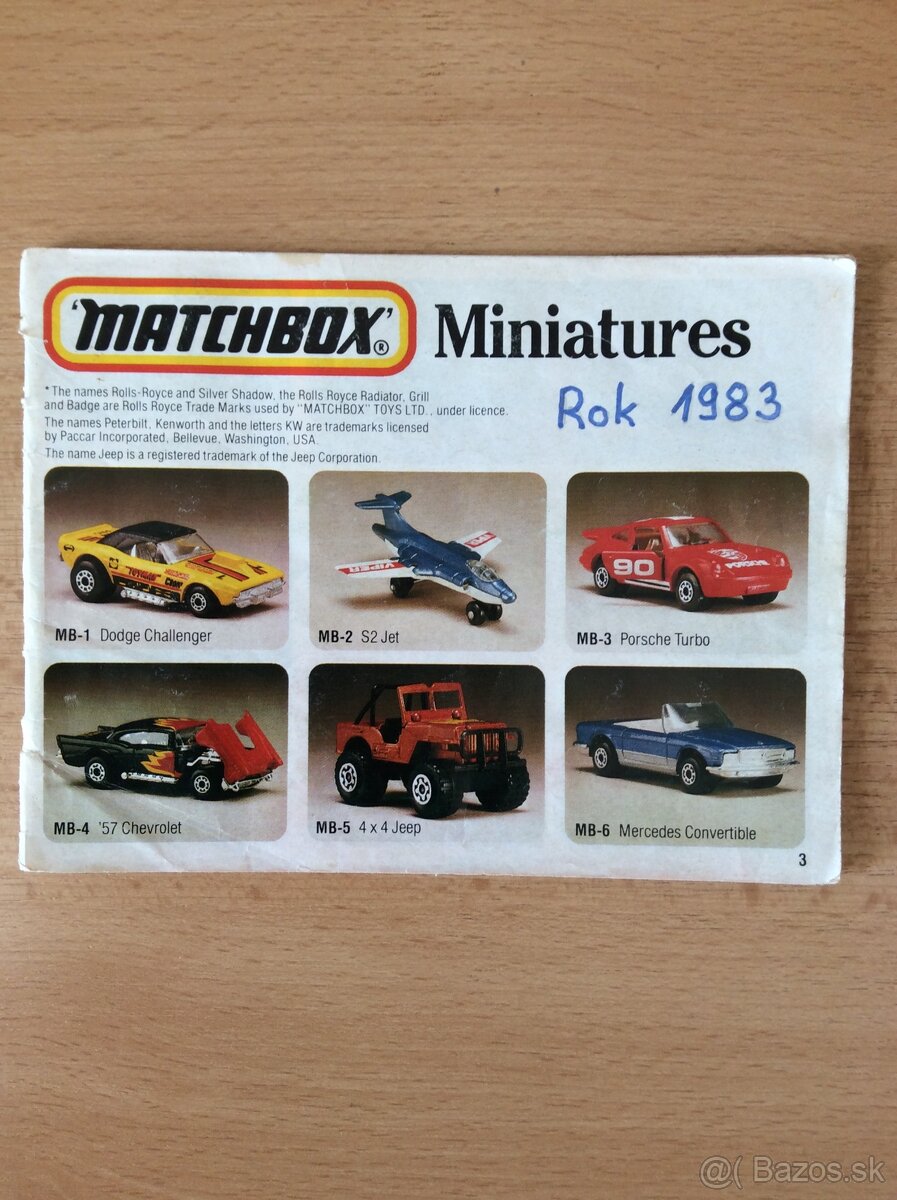 'MATCHBOX'® Miniatures
* The names Rolls-Royce and Silver Shadow, the Rolls Royce Radiator, Grill
and Badge are Rolls Royce Trade Marks used by "MATCHBOX" TOYS LTD., under licence.
The names Peterbilt, Kenworth and the letters KW are trademarks licensed
by Paccar Incorporated, Bellevue, Washington, USA.
The name Jeep is a registered trademark of the Jeep Corporation.
Rok 1983
VIPER
90
PORSCHE
MB-1 Dodge Challenger
MB-2 S2 Jet
MB-3 Porsche Turbo
MB-4 '57 Chevrolet
MB-5 4 x 4 Jeep
MB-6 Mercedes Convertible
3
@( Bazos.sk